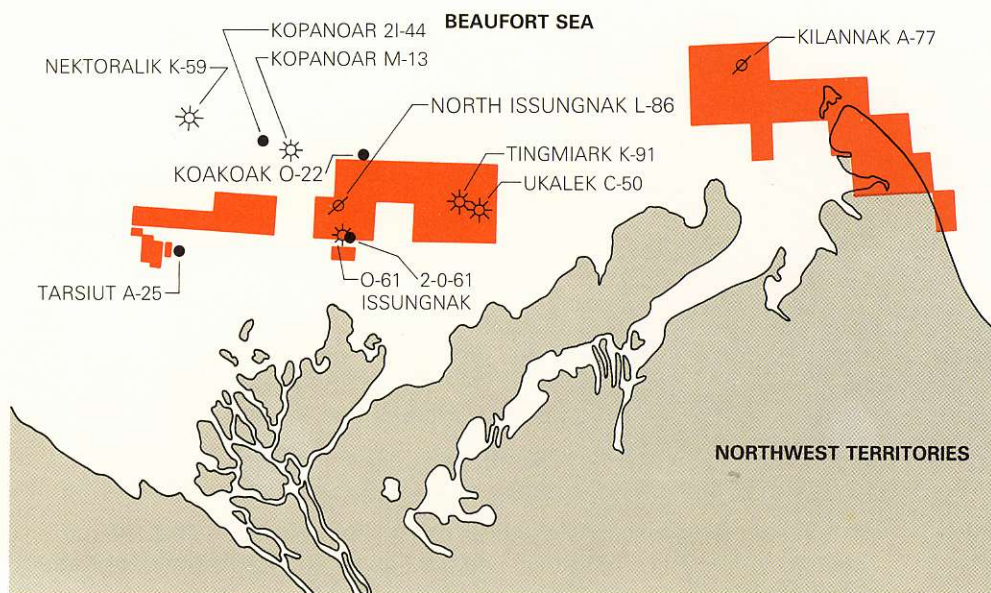 BEAUFORT SEA
KOPANOAR 2I-44
KOPANOAR M-13
NEKTORALIK K-59
KILANNAK A-77
NORTH ISSUNGNAK L-86
KOAKOAK O-22
TINGMIARK K-91
UKALEK C-50
TARSIUT A-25
O-61
2-0-61
ISSUNGNAK
NORTHWEST TERRITORIES